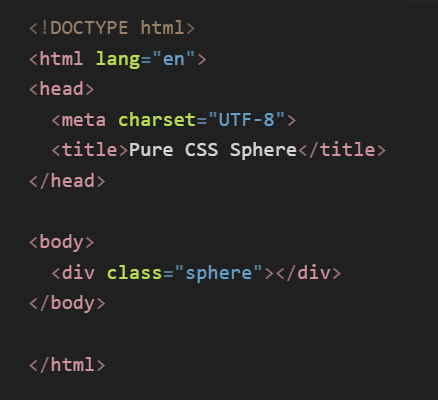 <!DOCTYPE html>
<html lang="en">
<head>
  <meta charset="UTF-8">
  <title>Pure CSS Sphere</title>
</head>

<body>
  <div class="sphere"></div>
</body>

</html>